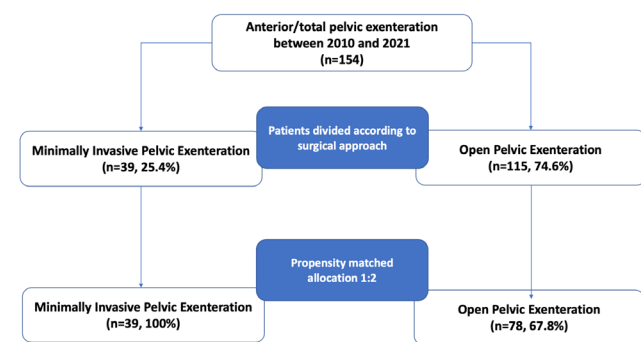 Anterior/total pelvic exenteration
between 2010 and 2021
(n=154)
Patients divided according to
surgical approach
Minimally Invasive Pelvic Exenteration
(n=39, 25.4%)
Open Pelvic Exenteration
(n=115, 74.6%)
Propensity matched
allocation 1:2
Minimally Invasive Pelvic Exenteration
(n=39, 100%)
Open Pelvic Exenteration
(n=78, 67.8%)